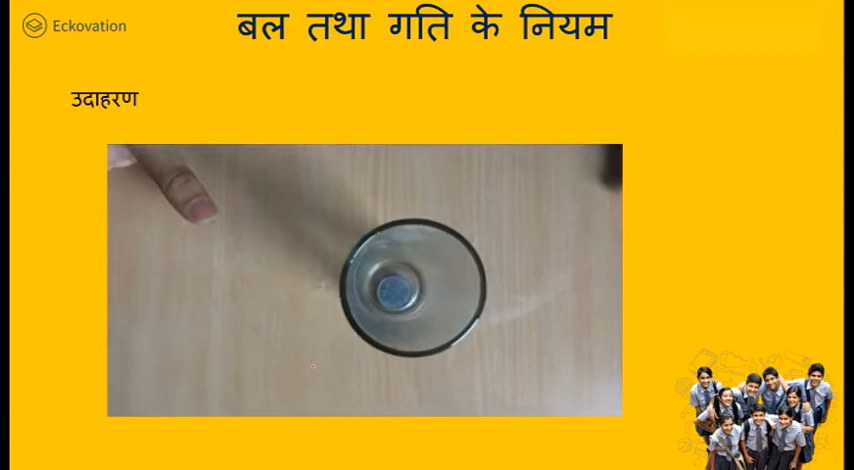 Eckovation
बल तथा गति के नियम
उदाहरण